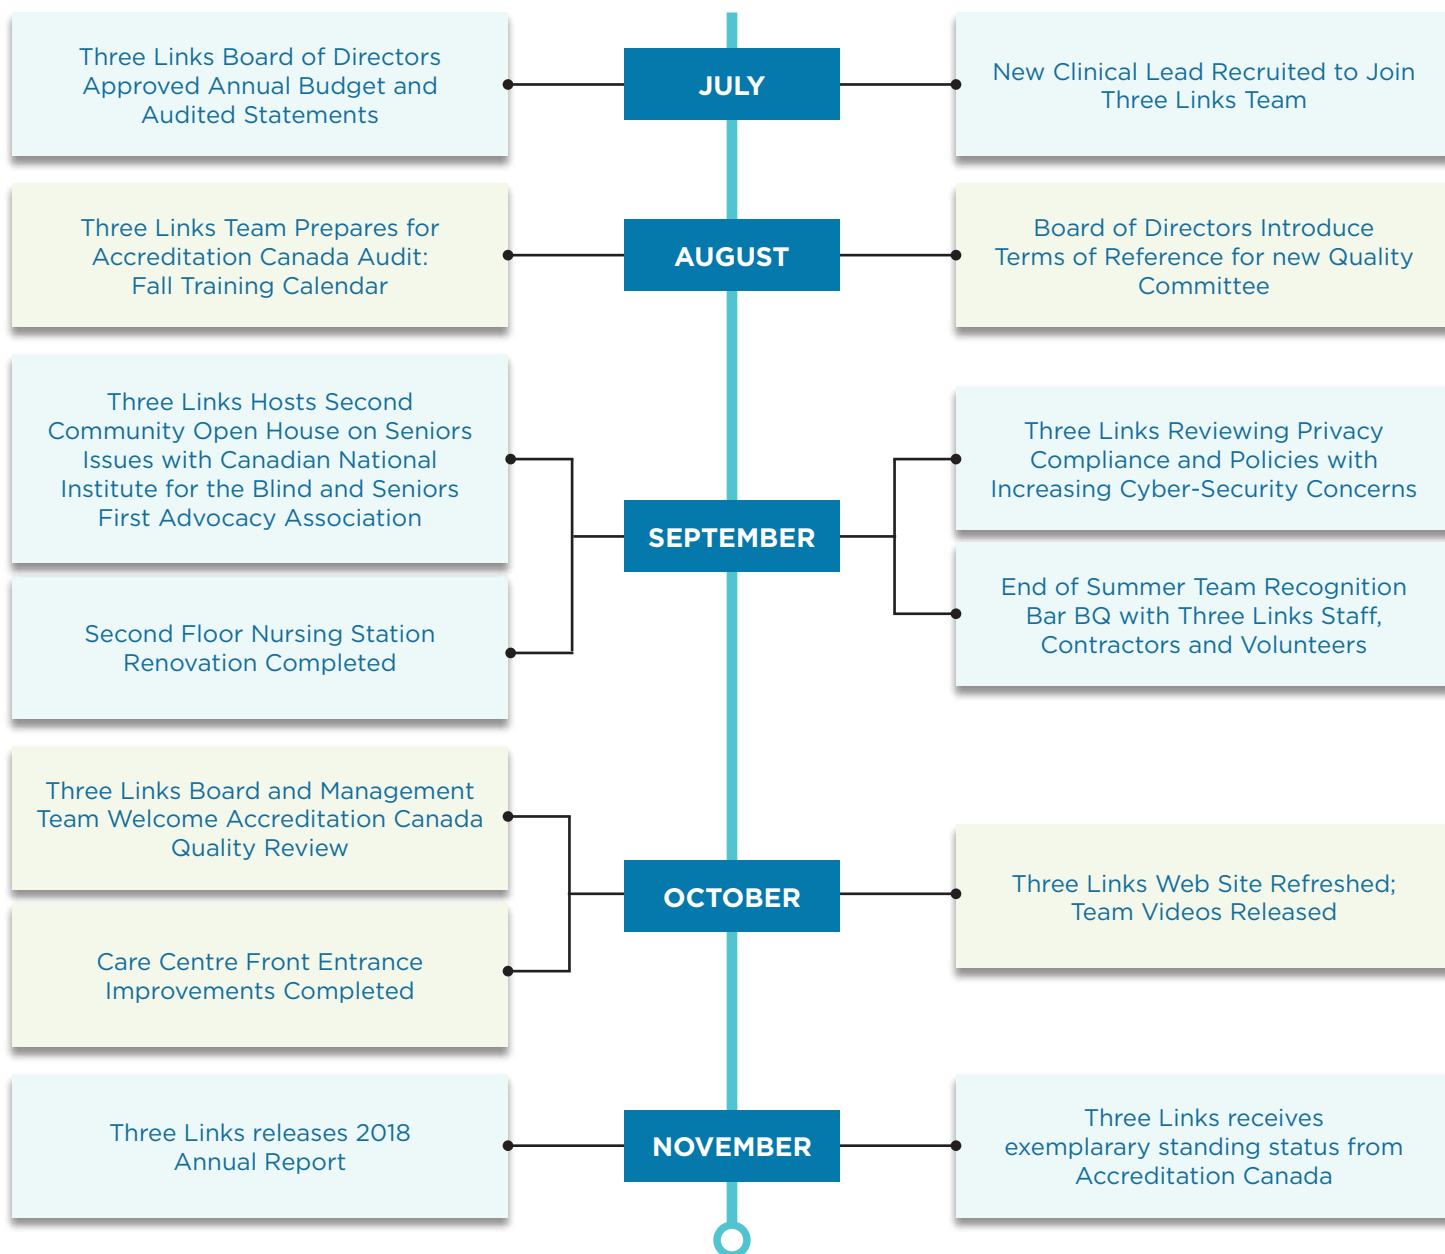 Three Links Board of Directors
Approved Annual Budget and
Audited Statements
JULY
New Clinical Lead Recruited to Join
Three Links Team
Three Links Team Prepares for
Accreditation Canada Audit:
Fall Training Calendar
AUGUST
Board of Directors Introduce
Terms of Reference for new Quality
Committee
Three Links Hosts Second
Community Open House on Seniors
Issues with Canadian National
Institute for the Blind and Seniors
First Advocacy Association
Second Floor Nursing Station
Renovation Completed
SEPTEMBER
Three Links Reviewing Privacy
Compliance and Policies with
Increasing Cyber-Security Concerns
End of Summer Team Recognition
Bar BQ with Three Links Staff,
Contractors and Volunteers
Three Links Board and Management
Team Welcome Accreditation Canada
Quality Review
Care Centre Front Entrance
Improvements Completed
OCTOBER
Three Links Web Site Refreshed;
Team Videos Released
Three Links releases 2018
Annual Report
NOVEMBER
Three Links receives
exemplarary standing status from
Accreditation Canada